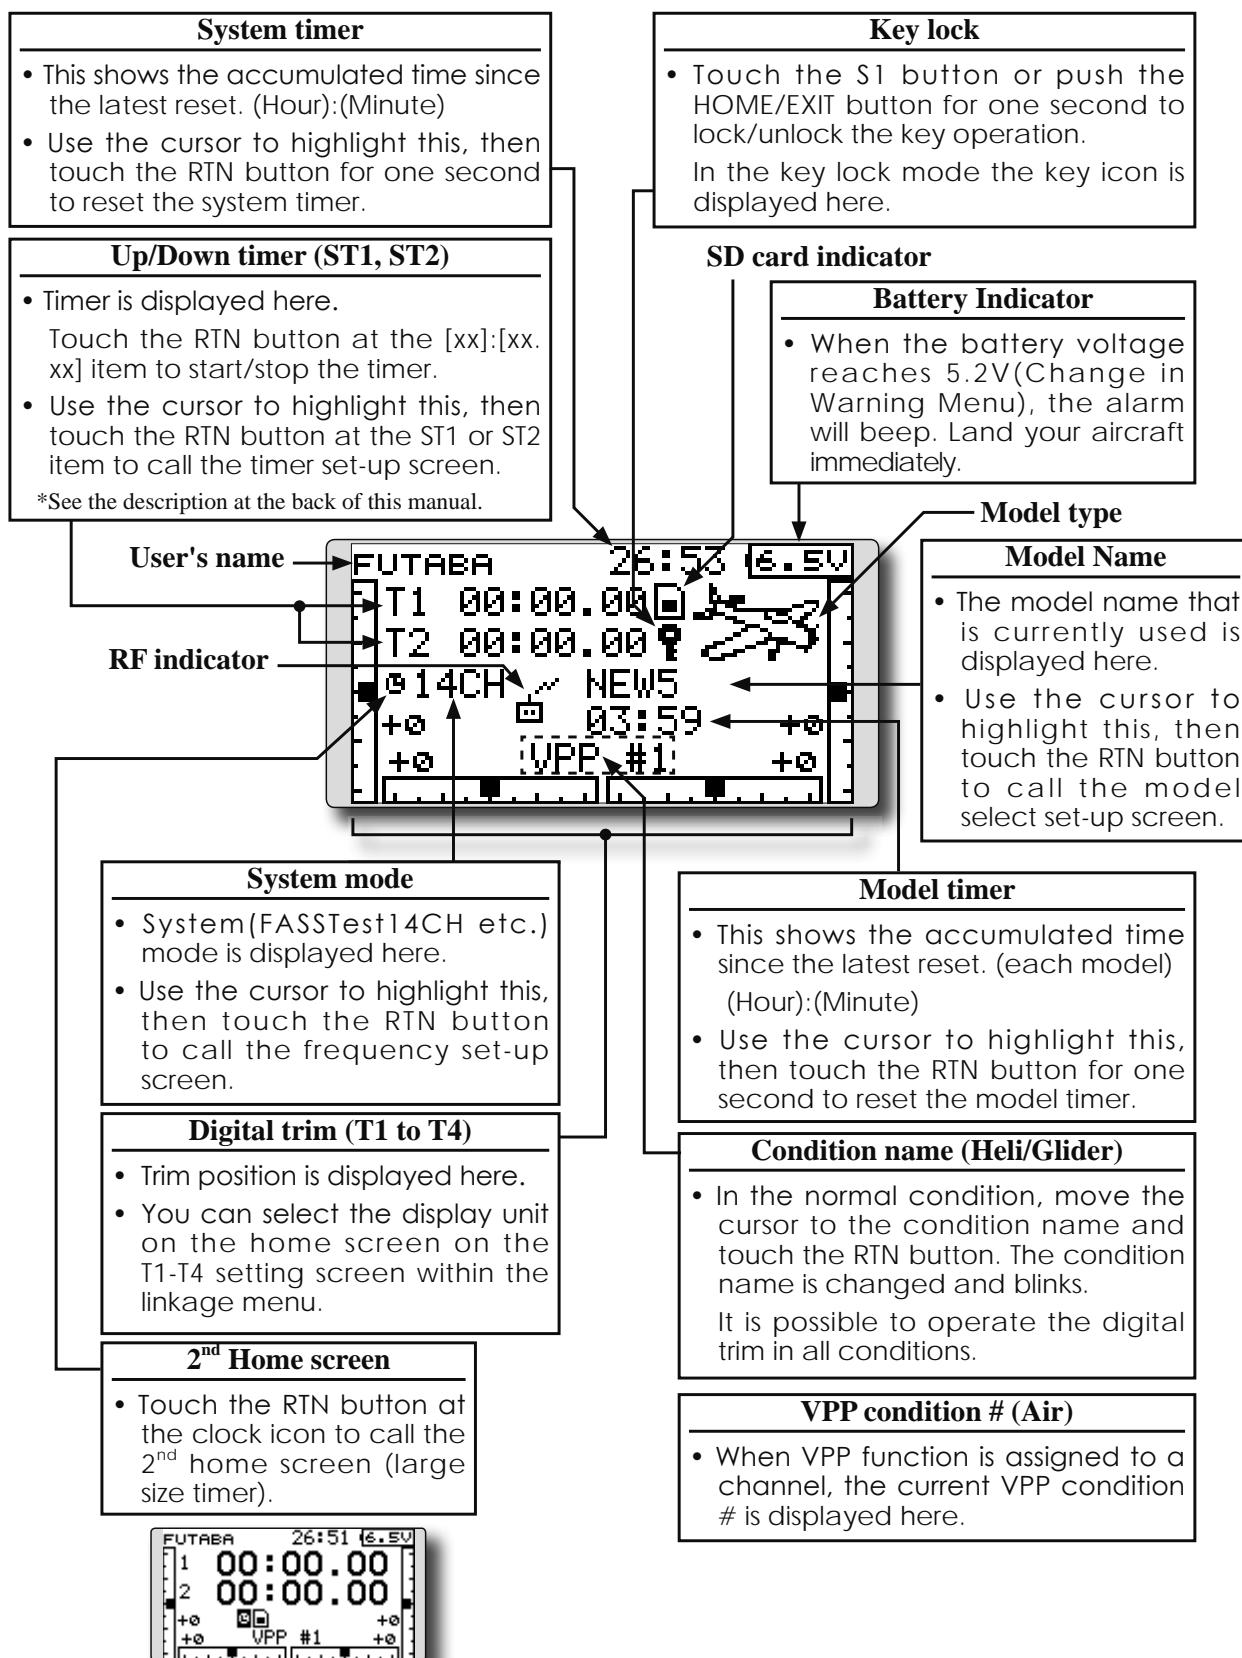 System timer
• This shows the accumulated time since
the latest reset. (Hour):(Minute)
• Use the cursor to highlight this, then
touch the RTN button for one second
to reset the system timer.
Key lock
• Touch the S1 button or push the
HOME/EXIT button for one second to
lock/unlock the key operation.
In the key lock mode the key icon is
displayed here.
Up/Down timer (ST1, ST2)
• Timer is displayed here.
Touch the RTN button at the [xx]:[xx.
xx] item to start/stop the timer.
• Use the cursor to highlight this, then
touch the RTN button at the ST1 or ST2
item to call the timer set-up screen.
*See the description at the back of this manual.
SD card indicator
Battery Indicator
• When the battery voltage
reaches 5.2V(Change in
Warning Menu), the alarm
will beep. Land your aircraft
immediately.
Model type
User's name
RF indicator
FUTABA 26:53 6.5V
T1 00:00.00
T2 00:00.00
14CH NEW5
03:59
+0 +0
VPP #1
+0 +0
Model Name
• The model name that
is currently used is
displayed here.
• Use the cursor to
highlight this, then
touch the RTN button
to call the model
select set-up screen.
System mode
• System(FASSTest14CH etc.)
mode is displayed here.
• Use the cursor to highlight this,
then touch the RTN button
to call the frequency set-up
screen.
Model timer
• This shows the accumulated time
since the latest reset. (each model)
(Hour):(Minute)
• Use the cursor to highlight this,
then touch the RTN button for one
second to reset the model timer.
Digital trim (T1 to T4)
• Trim position is displayed here.
• You can select the display unit
on the home screen on the
T1-T4 setting screen within the
linkage menu.
Condition name (Heli/Glider)
• In the normal condition, move the
cursor to the condition name and
touch the RTN button. The condition
name is changed and blinks.
It is possible to operate the digital
trim in all conditions.
2nd Home screen
• Touch the RTN button at
the clock icon to call the
2nd home screen (large
size timer).
VPP condition # (Air)
• When VPP function is assigned to a
channel, the current VPP condition
# is displayed here.
FUTABA 26:51 6.5V
1 00:00.00
2 00:00.00
+0 +0
+0 VPP #1 +0